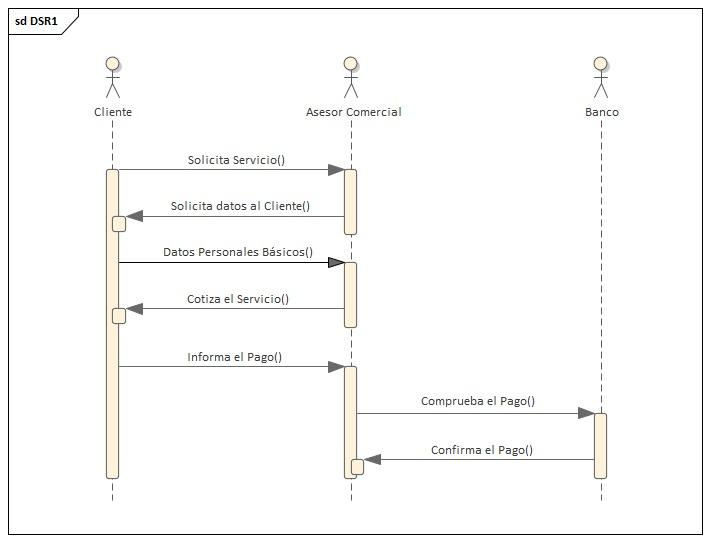 sd DSR1
Cliente
Asesor Comercial
Banco
Solicita Servicio()
Solicita datos al Cliente()
Datos Personales Básicos()
Cotiza el Servicio()
Informa el Pago()
Comprueba el Pago()
Confirma el Pago()